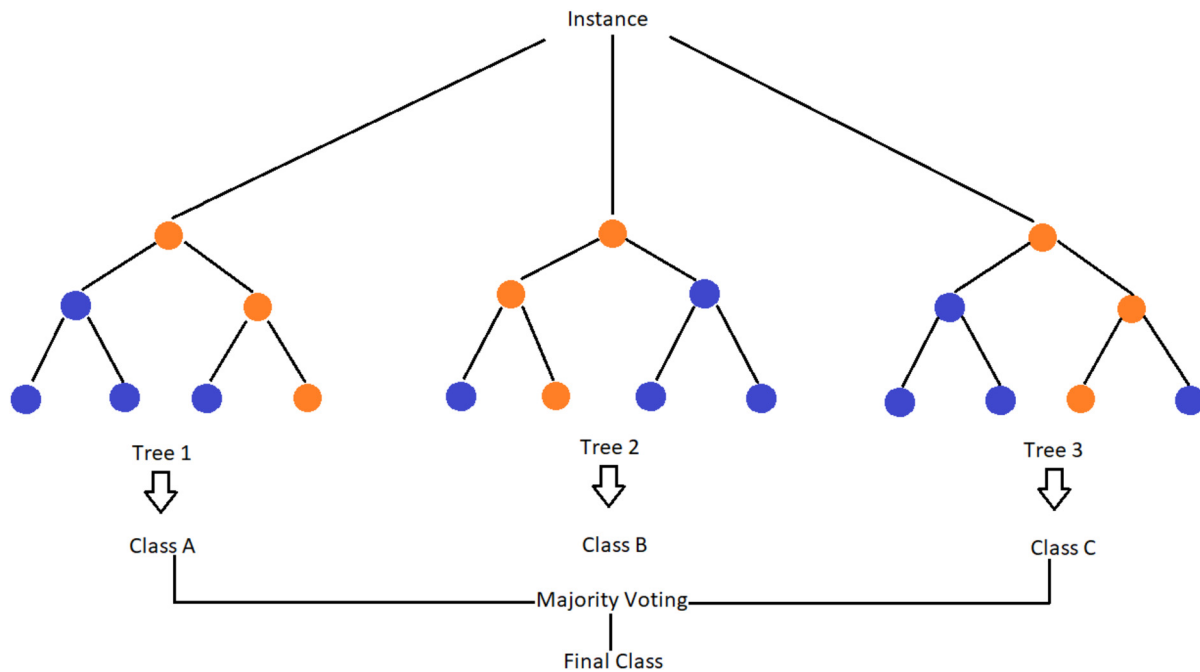 Instance
Tree 1
Tree 2
Tree 3
Class A
Class B
Class C
Majority Voting
Final Class